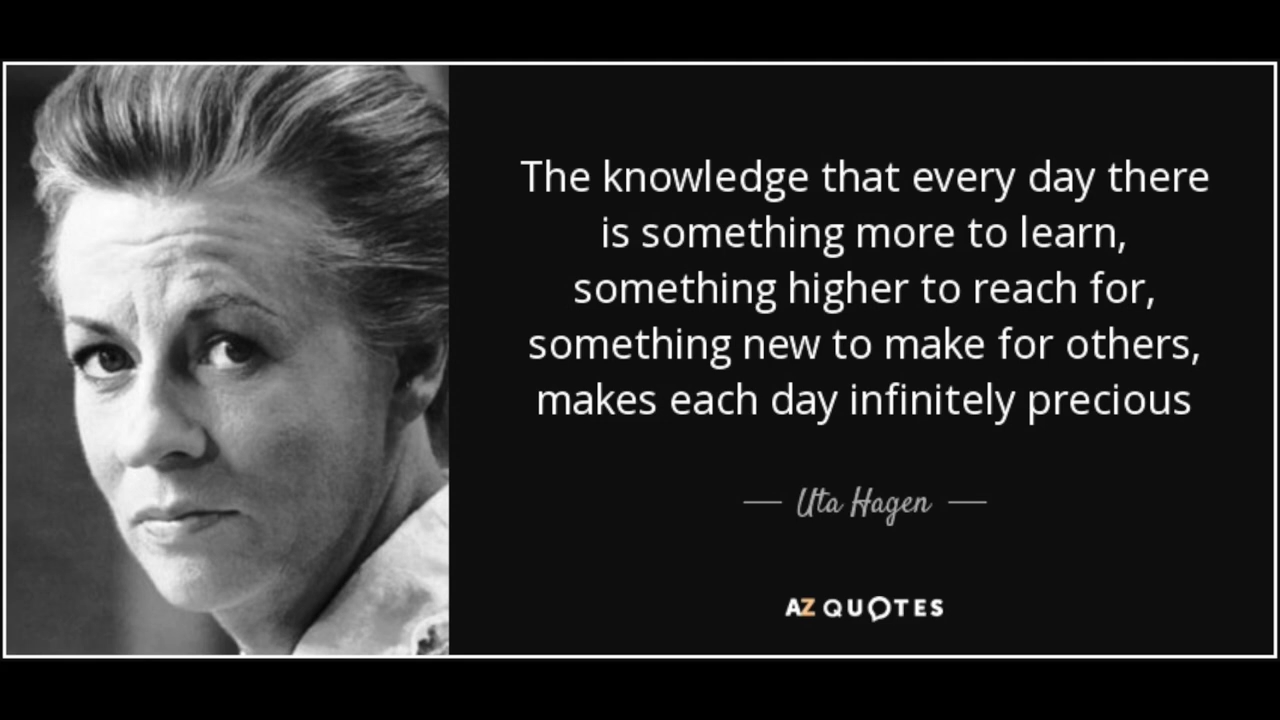 The knowledge that every day there
is something more to learn,
something higher to reach for,
something new to make for others,
makes each day infinitely precious
Uta Hagen
AZ QUOTES